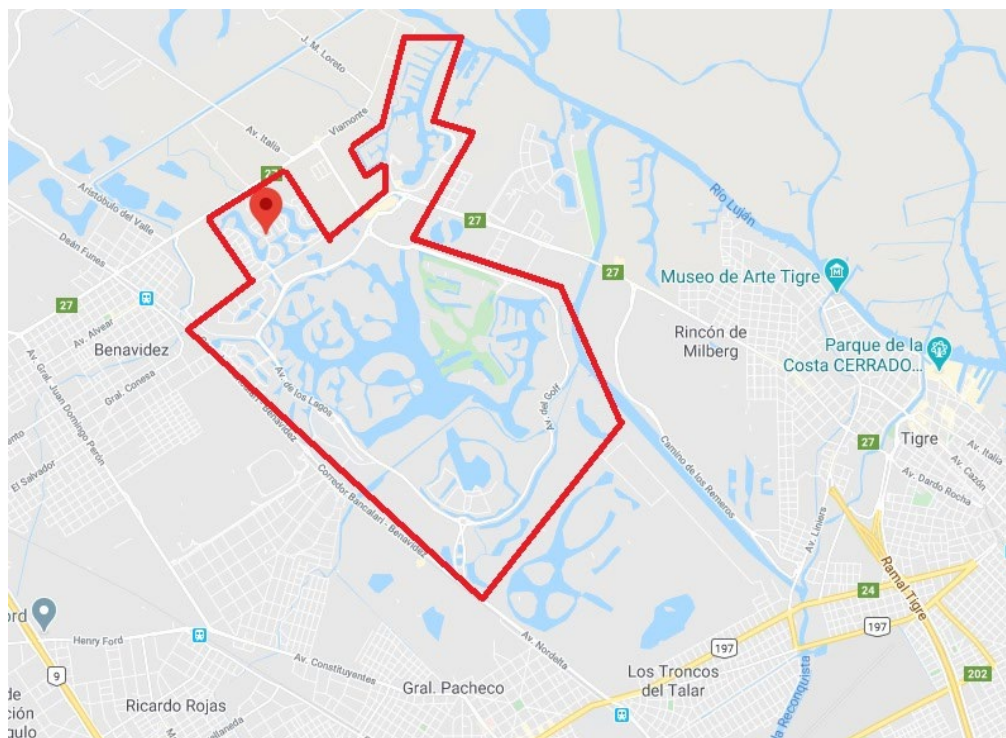 J. M. Loreto
Viamonte
Av. Italia
27
Aristóbulo del Valle
Deán Funes
27
Río Luján
27
Museo de Arte Tigre
27
Av. Alvear
Benavidez
Rincón de
Milberg
Parque de la
Costa CERRADO...
Gral. Conesa
Av. Gral. Juan Domingo Perón
Av. de los Lagos
Av. del Golf
El Salvador
Benavidez
Corredor Bancalari - Benavidez
Camino de los Remeros
27
Tigre
Av. Italia
Av. Cazón
Av. Dardo Rocha
Av. Liniers
Ramal Tigre
24
197
197
Henry Ford
9
Av. Constituyentes
Av. Nordelta
Gral. Pacheco
Los Troncos
del Talar
202
Ricardo Rojas